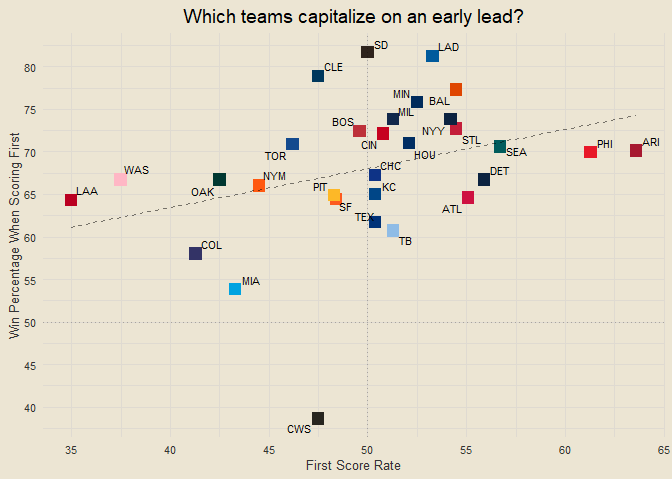 Which teams capitalize on an early lead?
SD
LAD
CLE
MIN
BAL
MIL
BOS
NYY
CIN
STL
HOU
TOR
SEA
PHI
ARI
CHC
WAS
NYM
DET
LAA
OAK
PIT
KC
SF
ATL
TEX
TB
COL
MIA
CWS
80
75
70
65
60
55
50
45
40
Win Percentage When Scoring First
35
40
45
50
55
60
65
First Score Rate